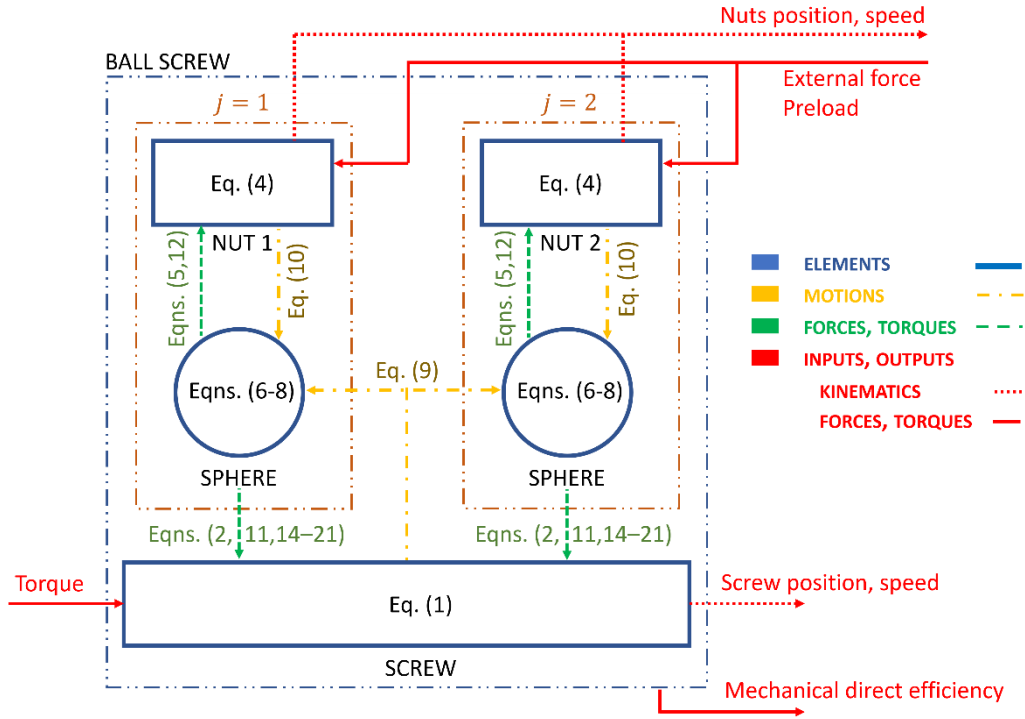 Nuts position, speed
BALL SCREW
External force
Preload
j = 1
j = 2
Eq. (4)
Eq. (4)
NUT 1
NUT 2
Eqns. (5,12)
Eq. (10)
Eqns. (5,12)
Eq. (10)
ELEMENTS
MOTIONS
FORCES, TORQUES
INPUTS, OUTPUTS
KINEMATICS
FORCES, TORQUES
Eq. (9)
Eqns. (6-8)
Eqns. (6-8)
SPHERE
SPHERE
Eqns. (2, 11,14–21)
Eqns. (2, 11,14–21)
Torque
Eq. (1)
Screw position, speed
SCREW
Mechanical direct efficiency